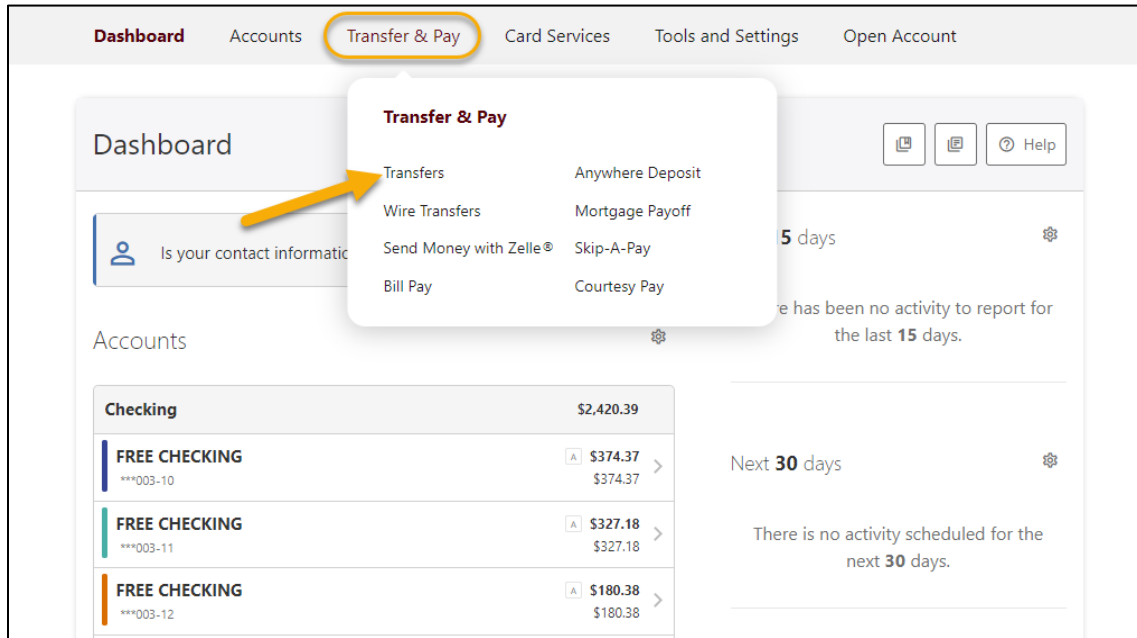 Dashboard Accounts Transfer & Pay Card Services Tools and Settings Open Account
Transfer & Pay
Transfers Anywhere Deposit
Wire Transfers Mortgage Payoff
Send Money with Zelle® Skip-A-Pay
Bill Pay Courtesy Pay
Dashboard
Help
Is your contact
Accounts
Checking $2,420.39
FREE CHECKING A $374.37
***003-10 $374.37
FREE CHECKING A $327.18
***003-11 $327.18
FREE CHECKING A $180.38
***003-12 $180.38
5 days
has been no activity to report for
the last 15 days.
Next 30 days
There is no activity scheduled for the
next 30 days.